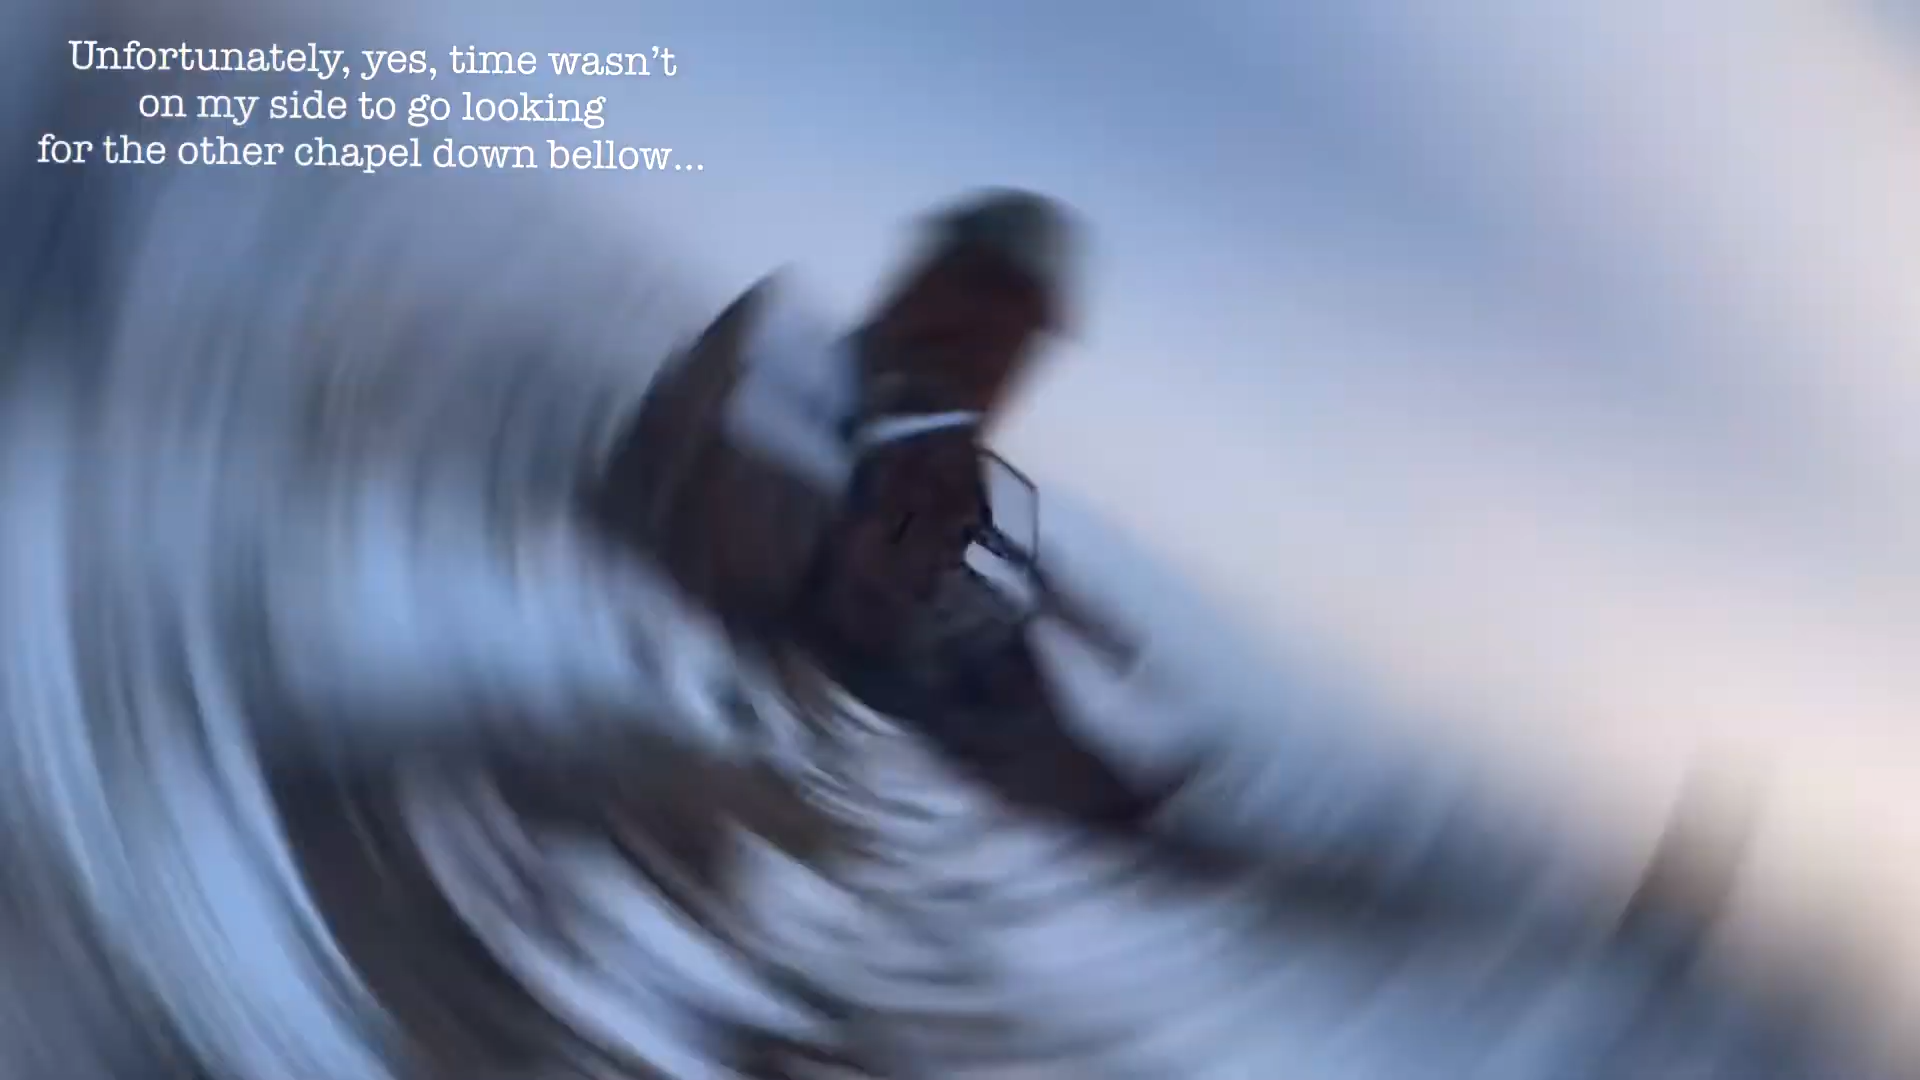 Unfortunately, yes, time wasn't
on my side to go looking
for the other chapel down bellow...